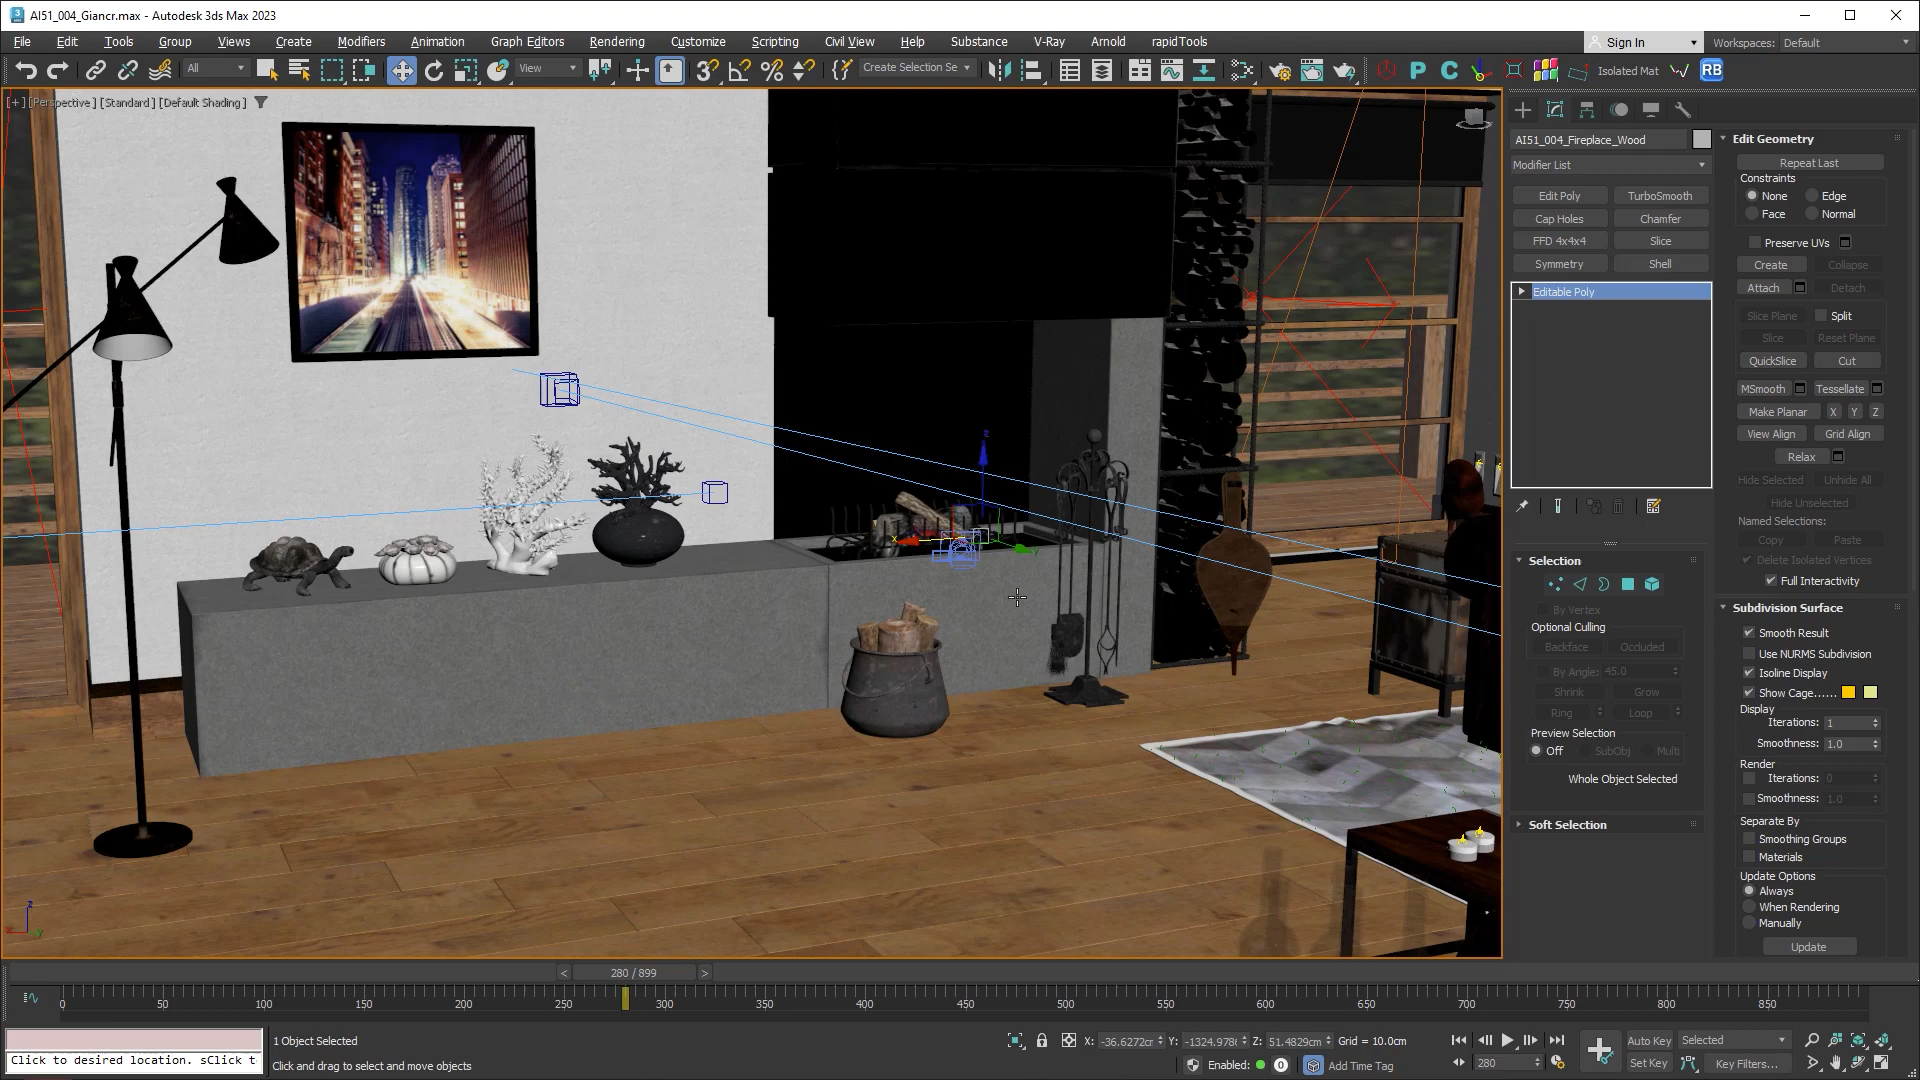 3
AI51_004_Giancr.max - Autodesk 3ds Max 2023
File Edit Tools Group Views Create Modifiers Animation Graph Editors Rendering Customize Scripting Civil View Help Substance V-Ray Arnold rapidTools
Sign In Workspaces: Default
All View Create Selection Se Isolated Mat RB
[+] [Perspective] [Standard] [Default Shading]
AI51_004_Fireplace_Wood
Modifier List
Edit Poly TurboSmooth
Cap Holes Chamfer
FFD 4x4x4 Slice
Symmetry Shell
Editable Poly
Selection
By Vertex
Optional Culling
Backface Occluded
By Angle: 45.0
Shrink Grow
Ring Loop
Preview Selection
Off SubObj Multi
Whole Object Selected
Soft Selection
Edit Geometry
Repeat Last
Constraints
None Edge
Face Normal
Preserve UVs
Create Collapse
Attach Detach
Slice Plane Split
Slice Reset Plane
QuickSlice Cut
MSmooth Tessellate
Make Planar X Y Z
View Align Grid Align
Relax
Hide Selected Unhide All
Hide Unselected
Named Selections:
Copy Paste
Delete Isolated Vertices
Full Interactivity
Subdivision Surface
Smooth Result
Use NURMS Subdivision
Isoline Display
Show Cage......
Display
Iterations: 1
Smoothness: 1.0
Render
Iterations: 0
Smoothness: 1.0
Separate By
Smoothing Groups
Materials
Update Options
Always
When Rendering
Manually
Update
z
x
y
z
x y
< 280 / 899 >
0 50 100 150 200 250 300 350 400 450 500 550 600 650 700 750 800 850
Click to desired location. sClick t
1 Object Selected
Click and drag to select and move objects
X: -36.6272cm Y: -1324.9786 Z: 51.4829cm Grid = 10.0cm
Enabled: 0 Add Time Tag
280
Auto Key Selected
Set Key Key Filters...